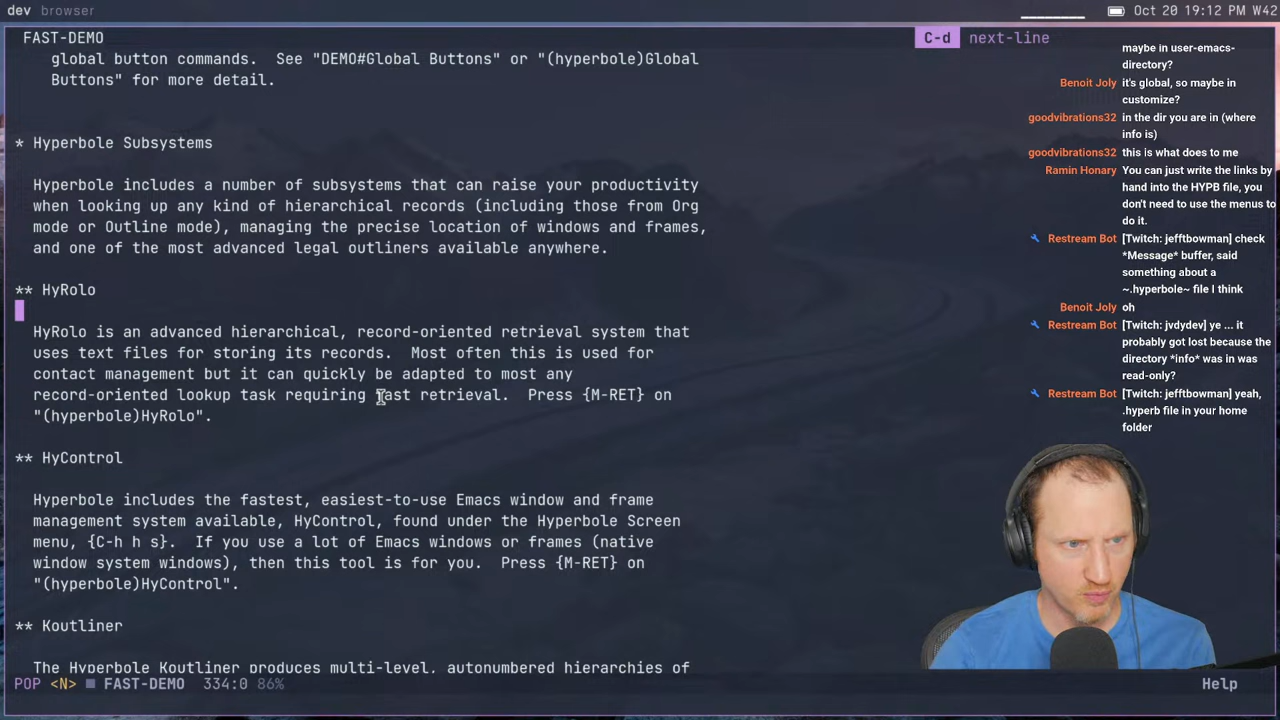 dev browser
Oct 20 19:12 PM W42
FAST-DEMO
C-d next-line
global button commands.  See "DEMO#Global Buttons" or "(hyperbole)Global
Buttons" for more detail.
* Hyperbole Subsystems
Hyperbole includes a number of subsystems that can raise your productivity
when looking up any kind of hierarchical records (including those from Org
mode or Outline mode), managing the precise location of windows and frames,
and one of the most advanced legal outliners available anywhere.
** HyRolo
HyRolo is an advanced hierarchical, record-oriented retrieval system that
uses text files for storing its records.  Most often this is used for
contact management but it can quickly be adapted to most any
record-oriented lookup task requiring fast retrieval.  Press {M-RET} on
"(hyperbole)HyRolo".
** HyControl
Hyperbole includes the fastest, easiest-to-use Emacs window and frame
management system available, HyControl, found under the Hyperbole Screen
menu, {C-h h s}.  If you use a lot of Emacs windows or frames (native
window system windows), then this tool is for you.  Press {M-RET} on
"(hyperbole)HyControl".
** Koutliner
The Hyperbole Koutliner produces multi-level, autonumbered hierarchies of
POP <N> FAST-DEMO 334:0 86%
Help
maybe in user-emacs-
directory?
Benoit Joly it's global, so maybe in
customize?
goodvibrations32 in the dir you are in (where
info is)
goodvibrations32 this is what does to me
Ramin Honary You can just write the links by
hand into the HYPB file, you
don't need to use the menus to
do it.
Restream Bot [Twitch: jefftbowman] check
*Message* buffer, said
something about a
~.hyperbole~ file I think
Benoit Joly oh
Restream Bot [Twitch: jvdydev] ye ... it
probably got lost because the
directory *info* was in was
read-only?
Restream Bot [Twitch: jefftbowman] yeah,
.hyperb file in your home
folder